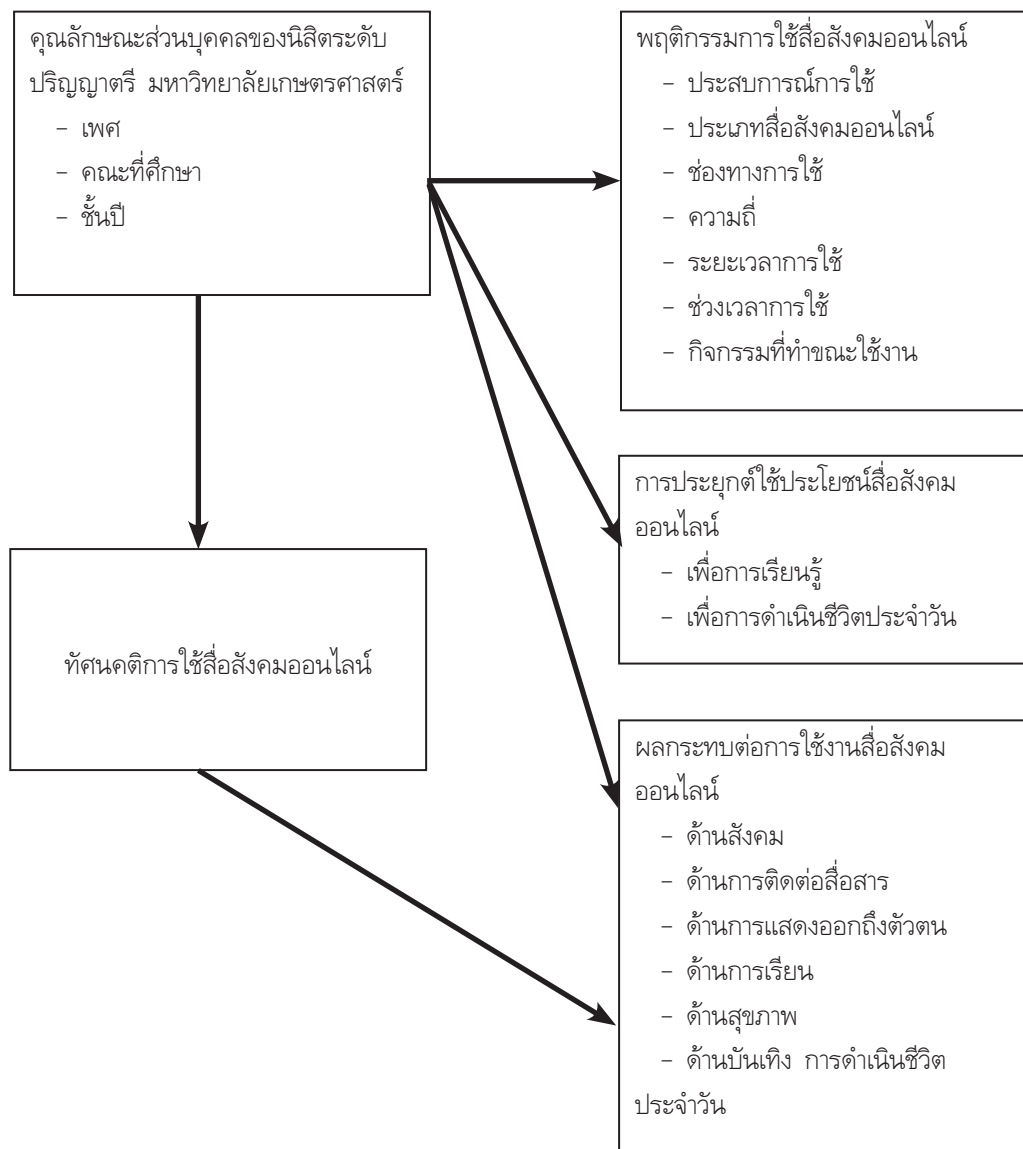 คุณลักษณะส่วนบุคคลของนิสิตระดับ
ปริญญาตรี มหาวิทยาลัยเกษตรศาสตร์
- เพศ
- คณะที่ศึกษา
- ชั้นปี
ทัศนคติการใช้สื่อสังคมออนไลน์
พฤติกรรมการใช้สื่อสังคมออนไลน์
- ประสบการณ์การใช้
- ประเภทสื่อสังคมออนไลน์
- ช่องทางการใช้
- ความถี่
- ระยะเวลาการใช้
- ช่วงเวลาการใช้
- กิจกรรมที่ทำขณะใช้งาน
การประยุกต์ใช้ประโยชน์สื่อสังคม
ออนไลน์
- เพื่อการเรียนรู้
- เพื่อการดำเนินชีวิตประจำวัน
ผลกระทบต่อการใช้งานสื่อสังคม
ออนไลน์
- ด้านสังคม
- ด้านการติดต่อสื่อสาร
- ด้านการแสดงออกถึงตัวตน
- ด้านการเรียน
- ด้านสุขภาพ
- ด้านบันเทิง การดำเนินชีวิต
ประจำวัน